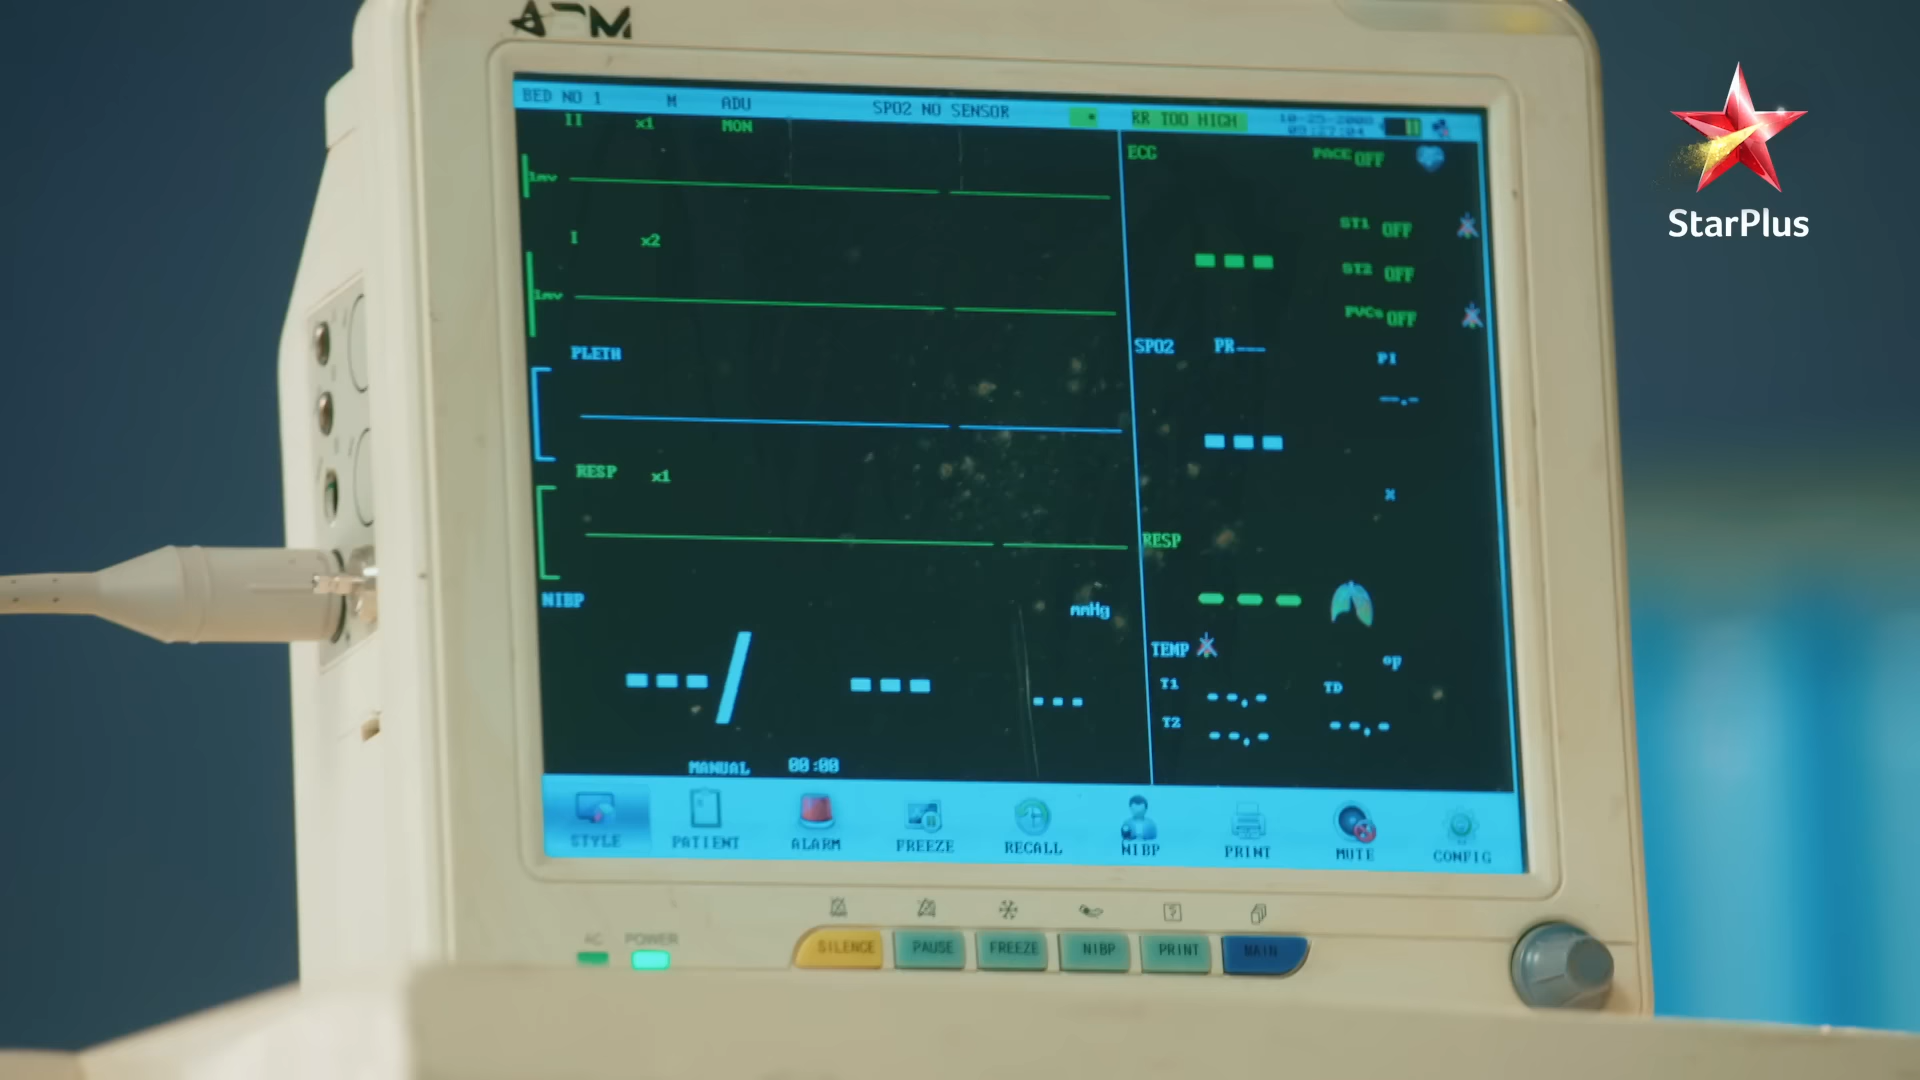 BED NO 1 M ADU SPO2 NO SENSOR RR TOO HIGH
II x1 MON
1mv
I x2
1mv
PLETH
RESP x1
NIBP mmHg
--- / --- ---
MANUAL 00:00
ECG PACE OFF
ST1 OFF
---
ST2 OFF
PVCs OFF
SPO2 PR---
--.-
---
RESP
---
TEMP
T1 --.- TD
T2 --.- --.-
STYLE PATIENT ALARM FREEZE RECALL NIBP PRINT MUTE CONFIG
AC POWER
SILENCE PAUSE FREEZE NIBP PRINT MAIN
StarPlus